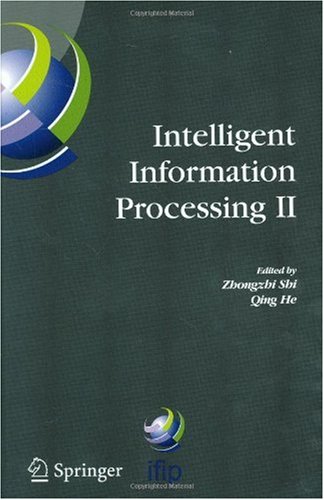 Intelligent
Information
Processing II
Edited by
Zhongzhi Shi
Qing He
Springer
ifip